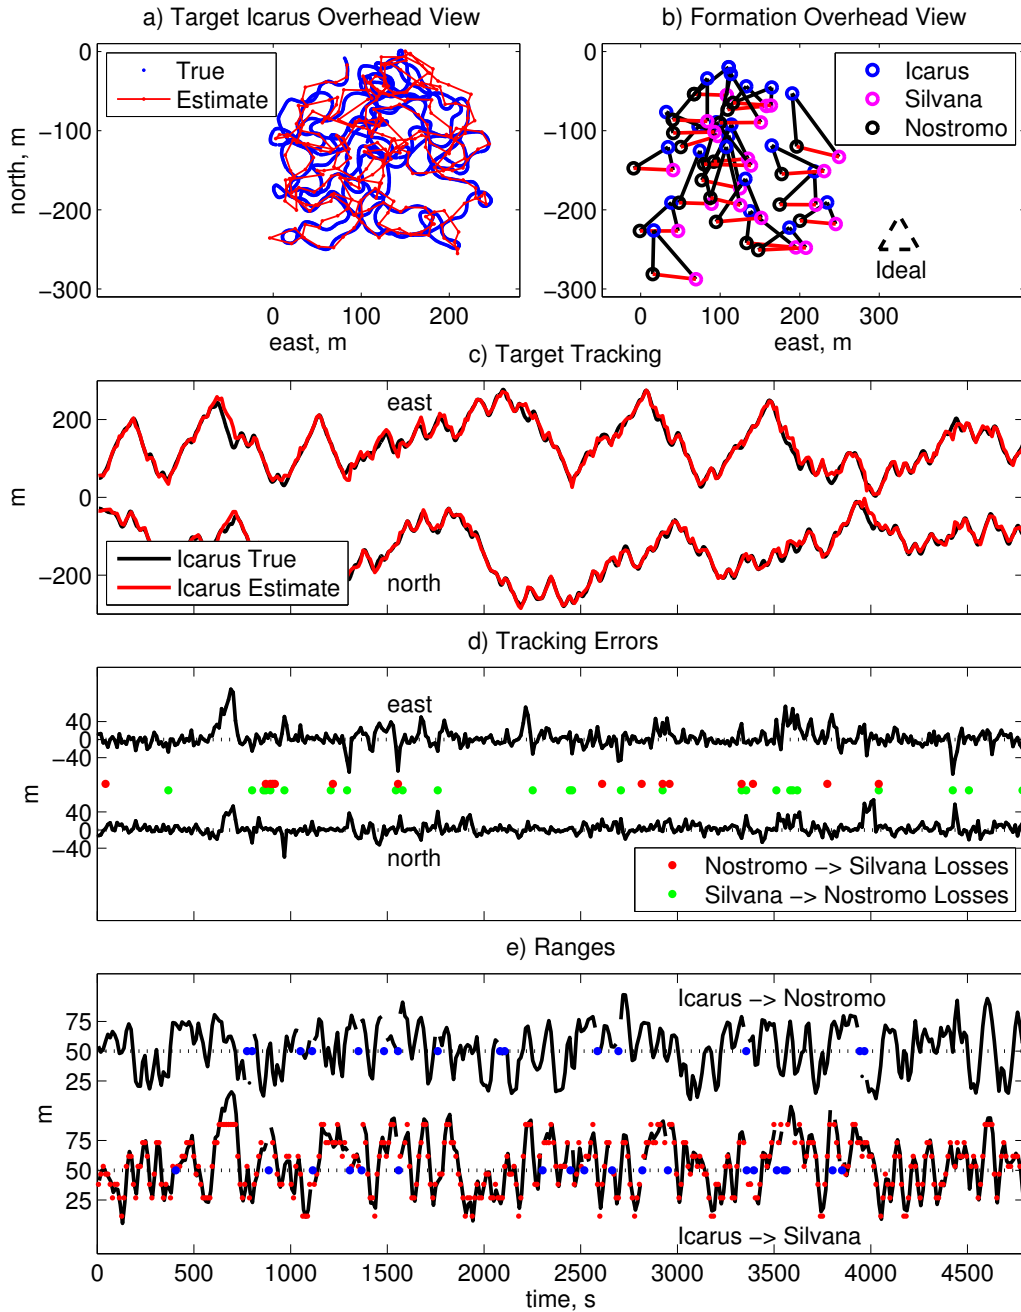 a) Target Icarus Overhead View
b) Formation Overhead View
0
−100
−200
−300
north, m
True
Estimate
0 100 200
east, m
0
−100
−200
−300
Icarus
Silvana
Nostromo
Ideal
0 100 200 300
east, m
c) Target Tracking
200
0
−200
m
east
Icarus True
Icarus Estimate
north
d) Tracking Errors
40
0
−40
m
40
0
−40
east
north
Nostromo −> Silvana Losses
Silvana −> Nostromo Losses
e) Ranges
75
50
25
m
75
50
25
Icarus −> Nostromo
Icarus −> Silvana
0 500 1000 1500 2000 2500 3000 3500 4000 4500
time, s